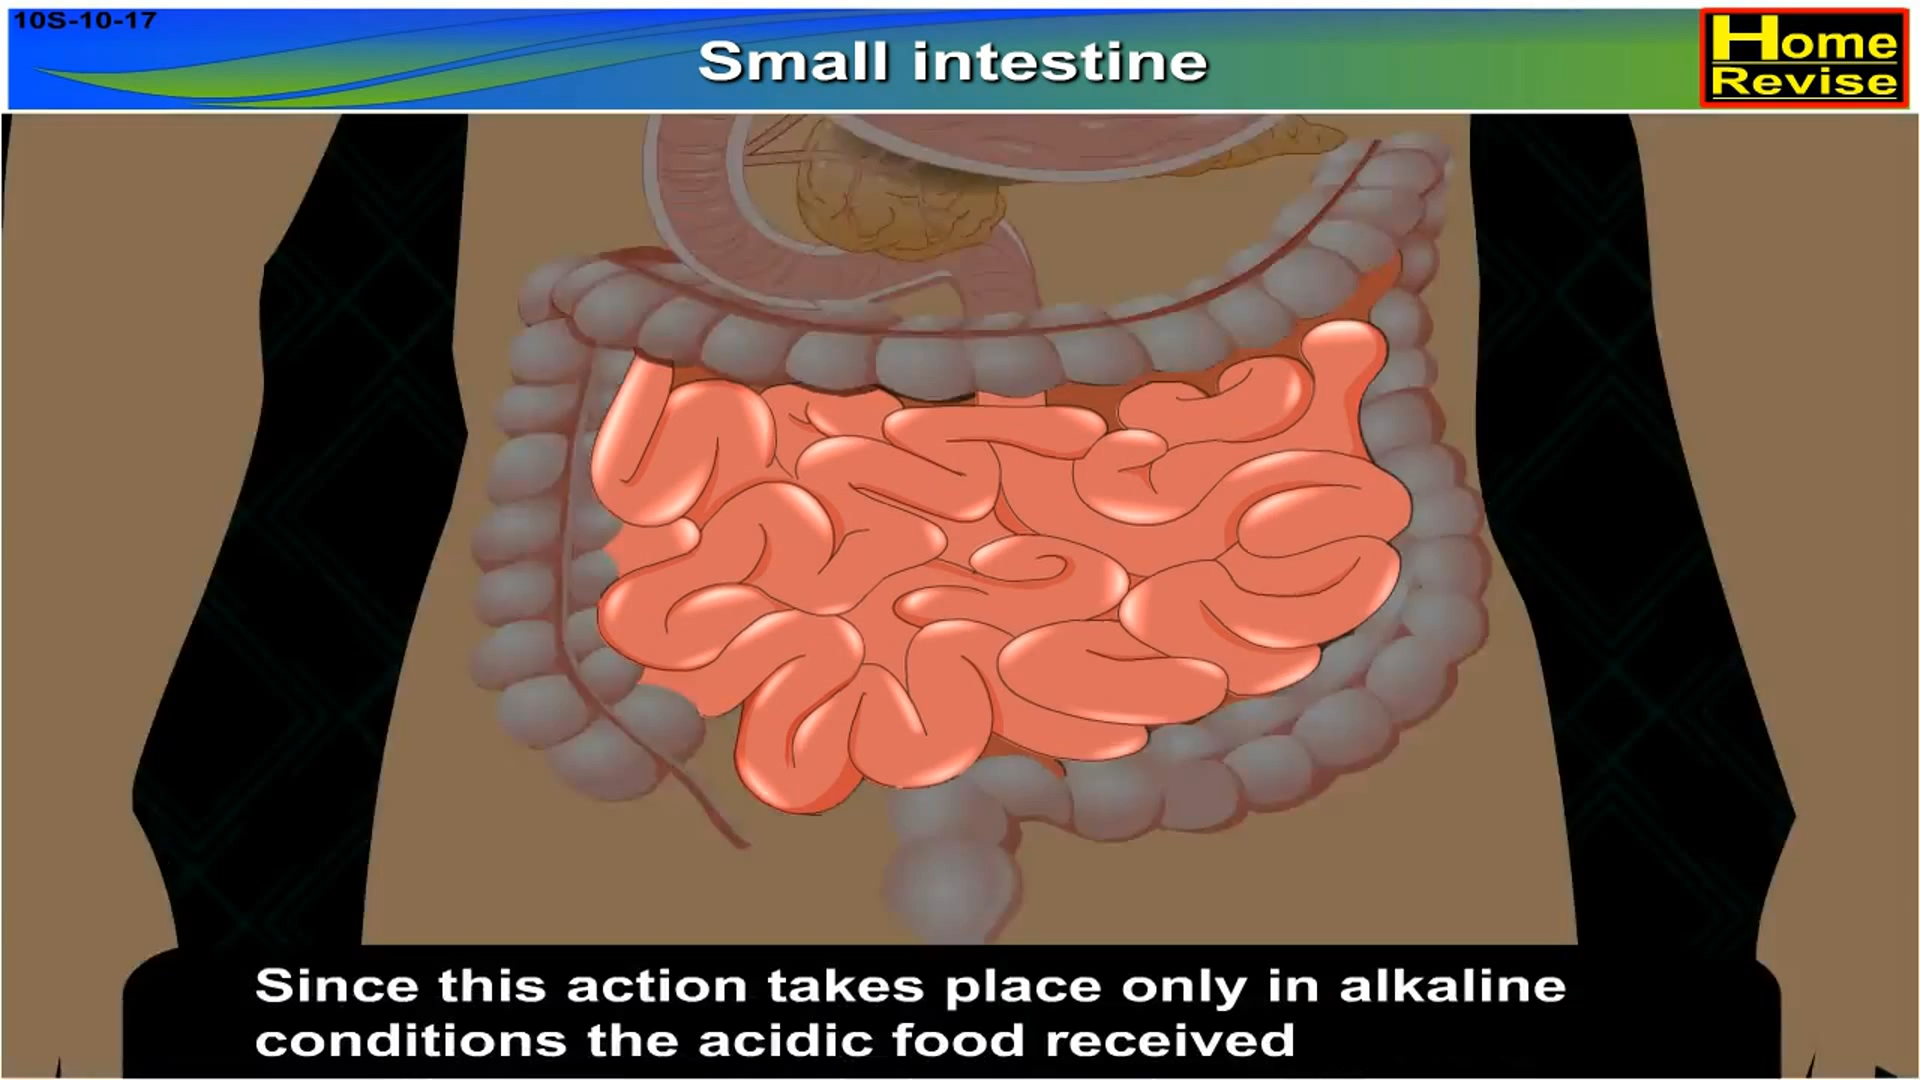 10S-10-17
Small intestine
Home
Revise
Since this action takes place only in alkaline
conditions the acidic food received